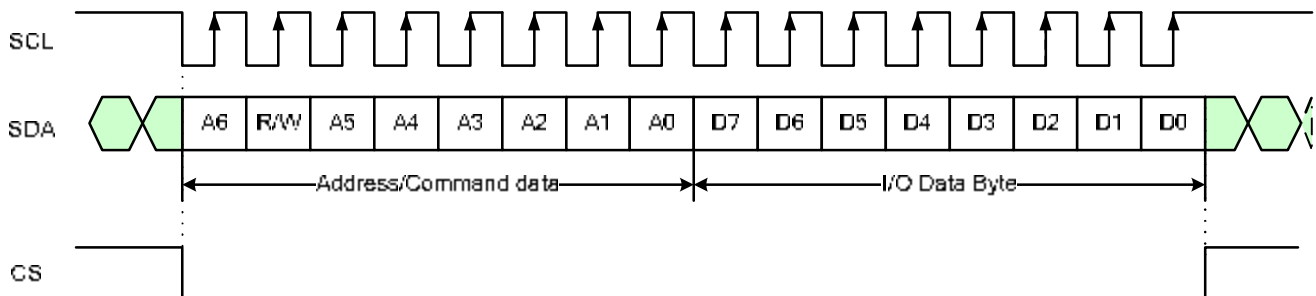 SCL
SDA
A6 R/W A5 A4 A3 A2 A1 A0 D7 D6 D5 D4 D3 D2 D1 D0
Address/Command data I/O Data Byte
CS